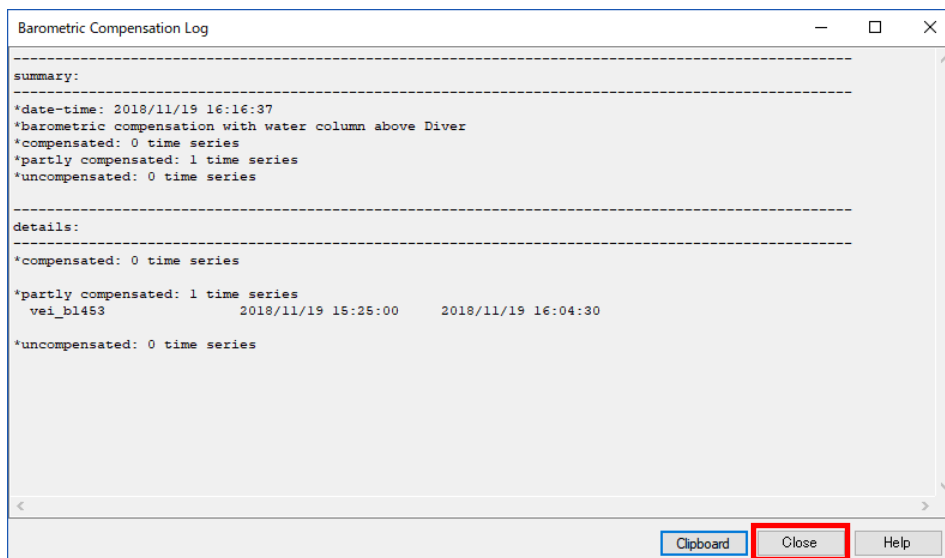 Barometric Compensation Log
--------------------------------------------------------------------------------
summary:
--------------------------------------------------------------------------------
*date-time: 2018/11/19 16:16:37
*barometric compensation with water column above Diver
*compensated: 0 time series
*partly compensated: 1 time series
*uncompensated: 0 time series
--------------------------------------------------------------------------------
details:
--------------------------------------------------------------------------------
*compensated: 0 time series
*partly compensated: 1 time series
vei_bl453 2018/11/19 15:25:00 2018/11/19 16:04:30
*uncompensated: 0 time series
Clipboard Close Help